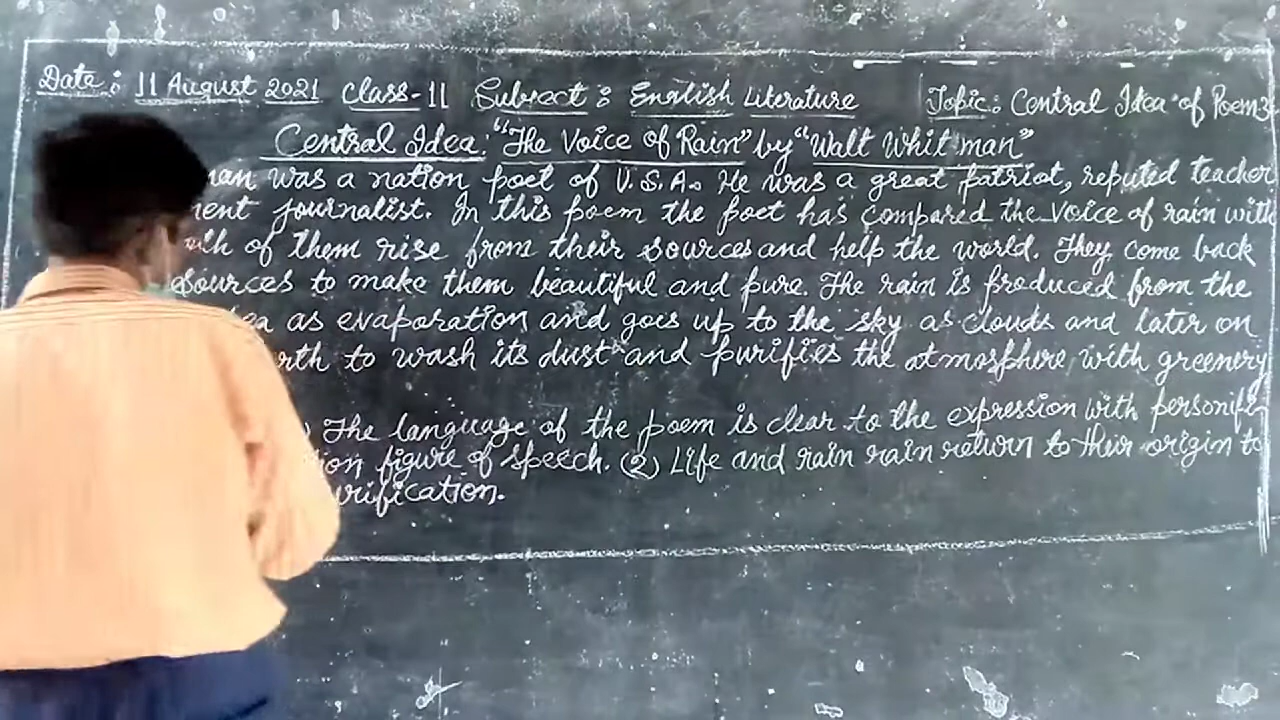 Date: 11 August 2021 Class-11 Subject: English Literature Topic: Central Idea of Poem3
Central Idea: "The Voice of Rain" by "Walt Whitman"
was a nation poet of U.S.A. He was a great patriot, reputed teacher
journalist. In this poem the poet has compared the voice of rain with
of them rise from their sources and help the world. They come back
sources to make them beautiful and pure. The rain is produced from the
as evaporation and goes up to the sky as clouds and later on
to wash its dust and purifies the atmosphere with greenery
The language of the poem is clear to the expression with personifi
figure of speech. (2) Life and rain rain return to their origin to